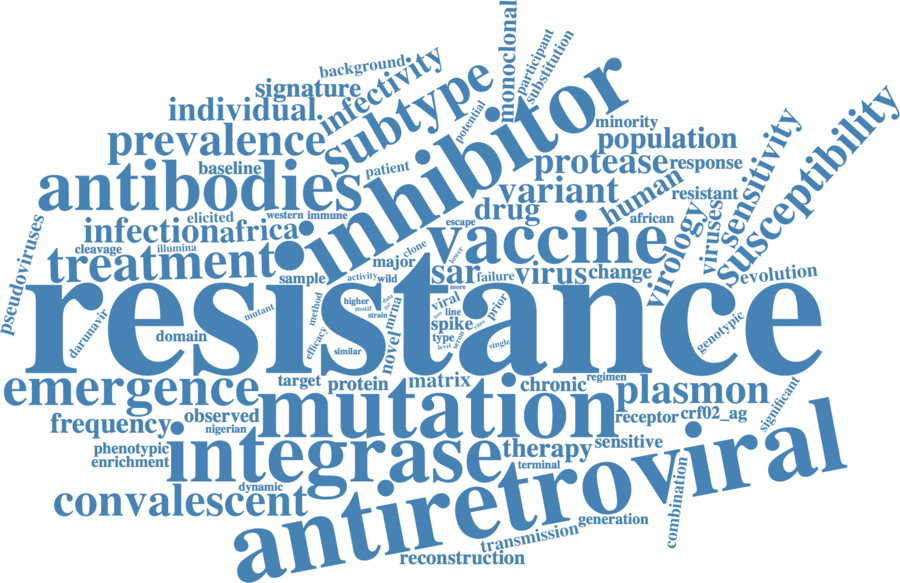 monoclonal
participant
substitution
background
infectivity
signature
individual
subtype
potential
inhibitor
minority
prevalence
population
baseline
patient
protease
response
sensitivity
susceptibility
antibodies
variant
human
resistant
drug
elicited
western
immune
escape
african
infection
africa
vaccine
virology
viruses
cleavage
illumina
clone
lower
major
treatment
sample
activity
wild
sar
failure
virus
change
evolution
pseudoviruses
resistance
more
higher
data
motif
strain
method
mutant
mrna
viral
line
prior
darunavir
domain
efficacy
similar
novel
spike
type
level
serum
vitro
single
genotypic
emergence
target
protein
matrix
chronic
regimen
plasmon
mutation
frequency
observed
nigerian
receptor
crf02_ag
significant
phenotypic
enrichment
integrase
therapy
sensitive
terminal
convalescent
dynamic
antiretroviral
combination
generation
transmission
reconstruction